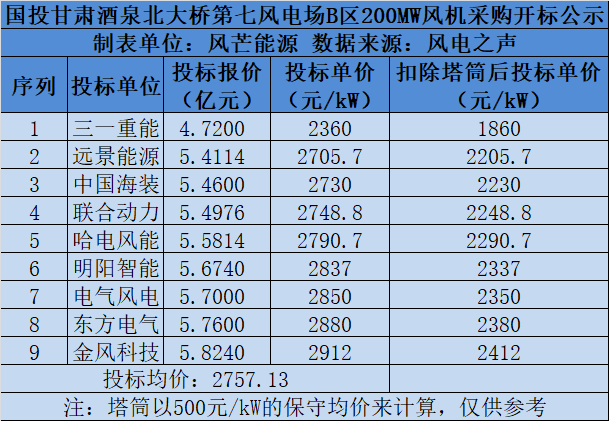 国投甘肃酒泉北大桥第七风电场B区200MW风机采购开标公示
制表单位：风芒能源 数据来源：风电之声
序列 投标单位 投标报价（亿元） 投标单价（元/kW） 扣除塔筒后投标单价（元/kW）
1 三一重能 4.7200 2360 1860
2 远景能源 5.4114 2705.7 2205.7
3 中国海装 5.4600 2730 2230
4 联合动力 5.4976 2748.8 2248.8
5 哈电风能 5.5814 2790.7 2290.7
6 明阳智能 5.6740 2837 2337
7 电气风电 5.7000 2850 2350
8 东方电气 5.7600 2880 2380
9 金风科技 5.8240 2912 2412
投标均价：2757.13
注：塔筒以500元/kW的保守均价来计算，仅供参考